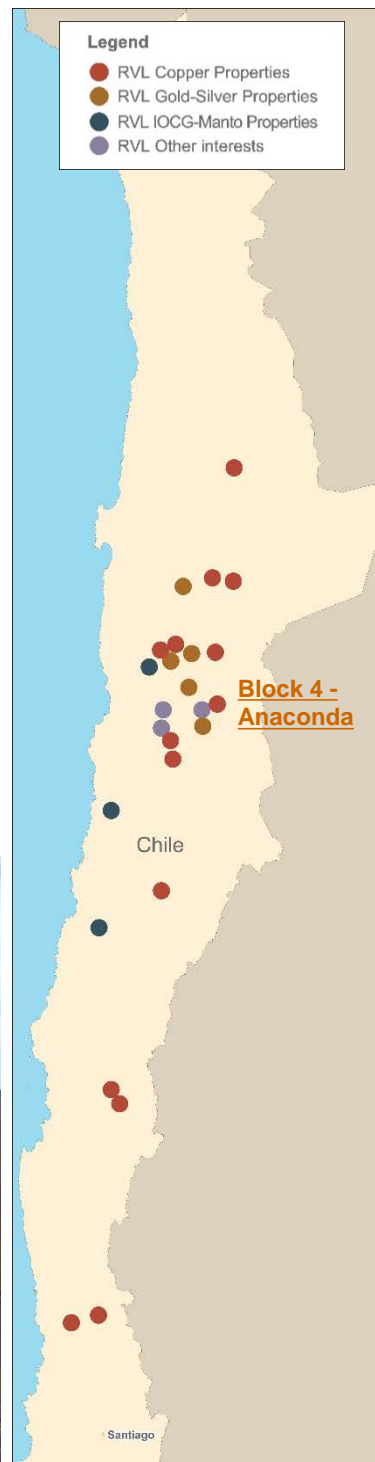 Legend
RVL Copper Properties
RVL Gold-Silver Properties
RVL IOCG-Manto Properties
RVL Other interests
Block 4 -
Anaconda
Chile
Santiago